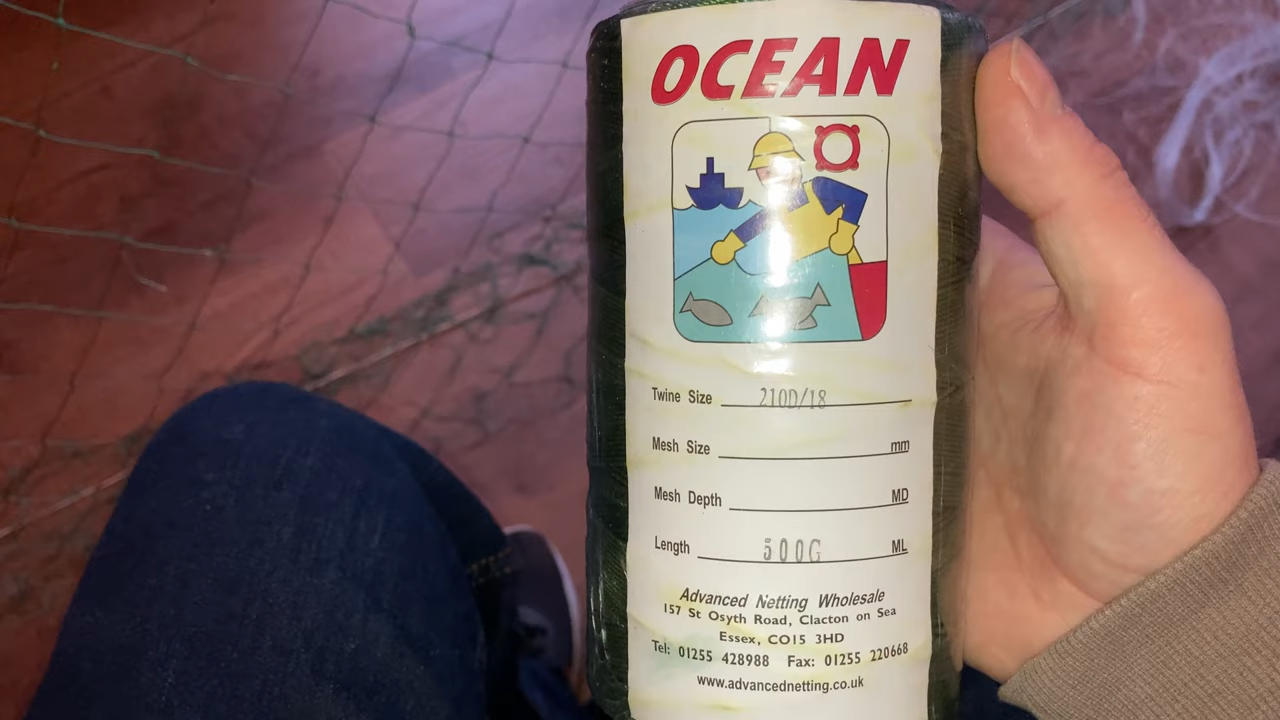 OCEAN
Twine Size 210D/18
Mesh Size mm
Mesh Depth MD
Length 500G ML
Advanced Netting Wholesale
157 St Osyth Road, Clacton on Sea
Essex, CO15 3HD
Tel: 01255 428988 Fax: 01255 220668
www.advancednetting.co.uk